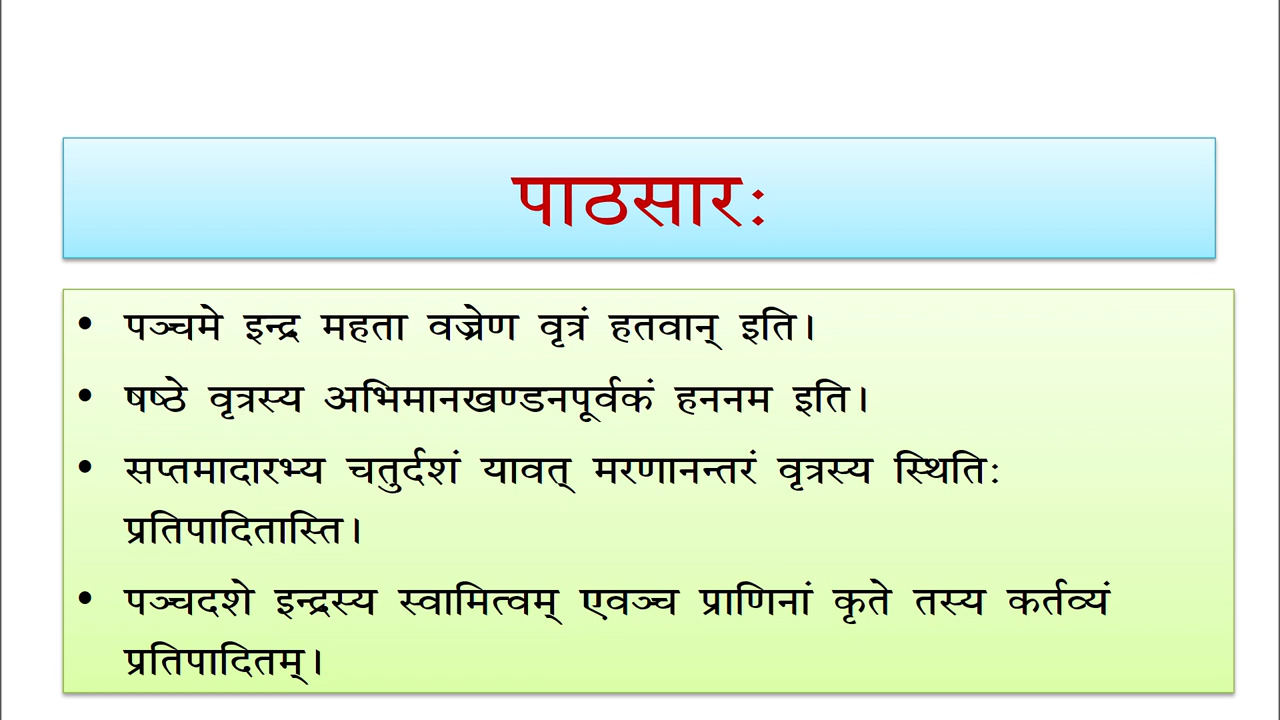 पाठसारः
• पञ्चमे इन्द्र महता वज्रेण वृत्रं हतवान् इति।
• षष्ठे वृत्रस्य अभिमानखण्डनपूर्वकं हननम इति।
• सप्तमादारभ्य चतुर्दशं यावत् मरणानन्तरं वृत्रस्य स्थितिः
प्रतिपादितास्ति।
• पञ्चदशे इन्द्रस्य स्वामित्वम् एवञ्च प्राणिनां कृते तस्य कर्तव्यं
प्रतिपादितम्।